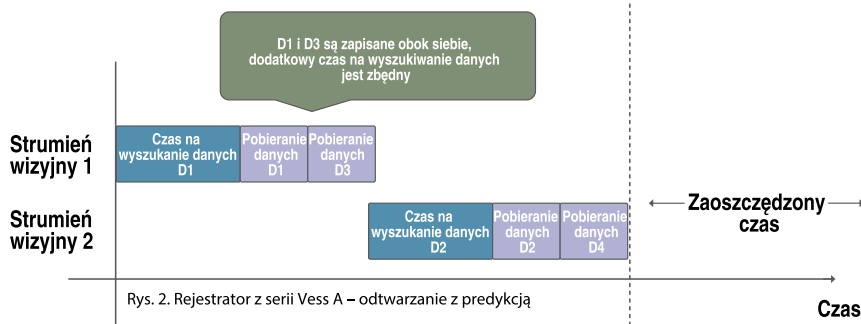 D1 i D3 są zapisane obok siebie,
dodatkowy czas na wyszukiwanie danych
jest zbędny
Strumień
wizyjny 1
Czas na
wyszukanie danych
D1
Pobieranie
danych
D1
Pobieranie
danych
D3
Strumień
wizyjny 2
Czas na
wyszukanie danych
D2
Pobieranie
danych
D2
Pobieranie
danych
D4
Zaoszczędzony
czas
Rys. 2. Rejestrator z serii Vess A – odtwarzanie z predykcją
Czas